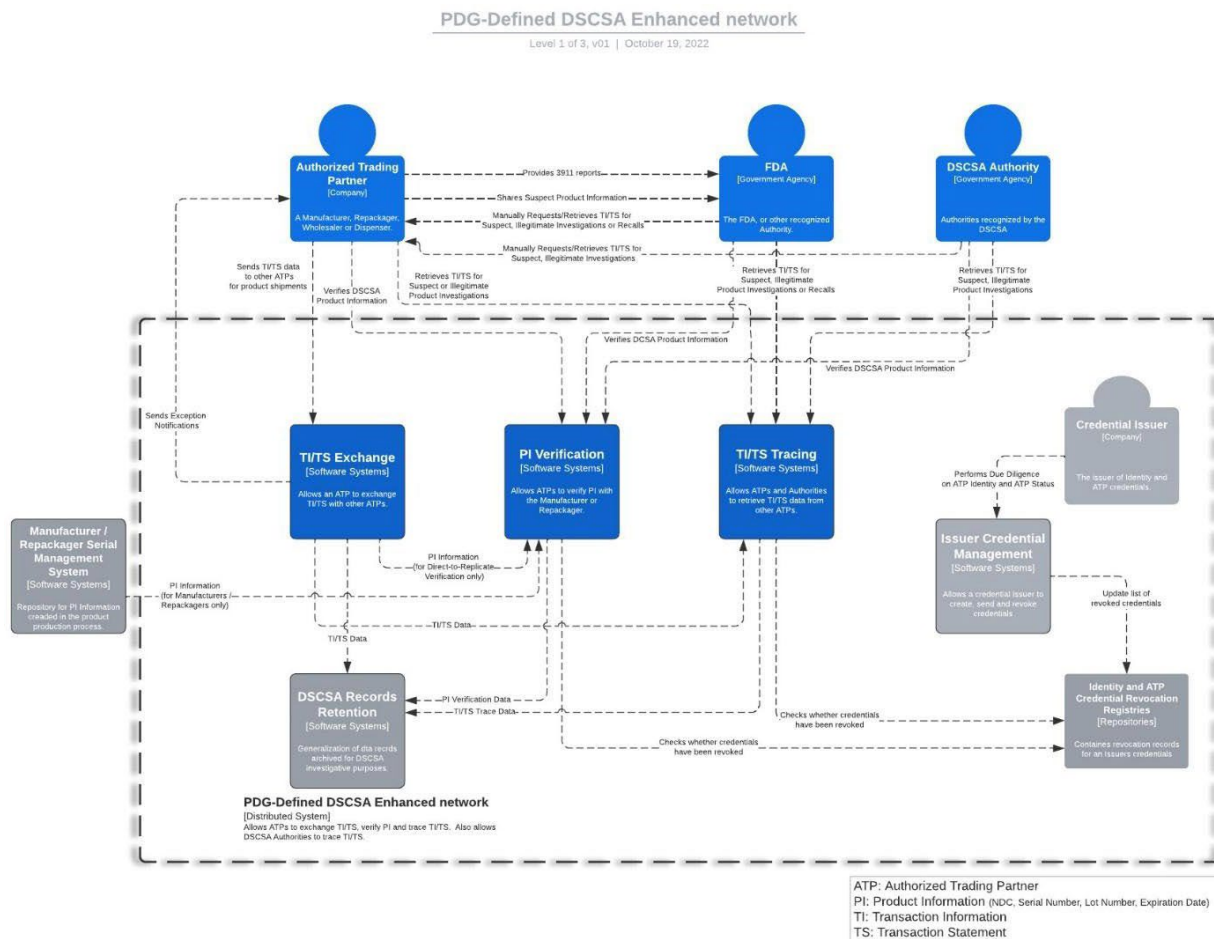 PDG-Defined DSCSA Enhanced network
Level 1 of 3, v01 | October 19, 2022
Authorized Trading
Partner
[Company]
A Manufacturer, Repackager,
Wholesaler or Dispenser.
Provides 3911 reports
Shares Suspect Product Information
Manually Requests/Retrieves TI/TS for
Suspect, Illegitimate Investigations or Recalls
FDA
[Government Agency]
The FDA, or other recognized
Authority.
DSCSA Authority
[Government Agency]
Authorities recognized by the
DSCSA
Manually Requests/Retrieves TI/TS for
Suspect, Illegitimate Investigations
Sends TI/TS data
to other ATPs
for product shipments
Verifies DSCSA
Product Information
Retrieves TI/TS for
Suspect or Illegitimate
Product Investigations
Retrieves TI/TS for
Suspect, Illegitimate
Product Investigations or Recalls
Retrieves TI/TS for
Suspect, Illegitimate
Product Investigations
Verifies DCSA Product Information
Verifies DSCSA Product Information
Sends Exception
Notifications
TI/TS Exchange
[Software Systems]
Allows an ATP to exchange
TI/TS with other ATPs.
PI Verification
[Software Systems]
Allows ATPs to verify PI with
the Manufacturer or
Repackager.
TI/TS Tracing
[Software Systems]
Allows ATPs and Authorities
to retrieve TI/TS data from
other ATPs.
Credential Issuer
[Company]
The Issuer of Identity and
ATP credentials.
Performs Due Diligence
on ATP Identity and ATP Status
Manufacturer /
Repackager Serial
Management
System
[Software Systems]
Repository for PI Information
creaded in the product
production process.
PI Information
(for Manufacturers /
Repackagers only)
PI Information
(for Direct-to-Replicate
Verification only)
Issuer Credential
Management
[Software Systems]
Allows a credential Issuer to
create, send and revoke
credentials
Update list of
revoked credentials
TI/TS Data
TI/TS Data
DSCSA Records
Retention
[Software Systems]
Generalization of dta recrds
archived for DSCSA
investigative purposes.
PI Verification Data
TI/TS Trace Data
Checks whether credentials
have been revoked
Checks whether credentials
have been revoked
Identity and ATP
Credential Revocation
Registries
[Repositories]
Containes revocation records
for an Issuers credentials
PDG-Defined DSCSA Enhanced network
[Distributed System]
Allows ATPs to exchange TI/TS, verify PI and trace TI/TS. Also allows
DSCSA Authorities to trace TI/TS.
ATP: Authorized Trading Partner
PI: Product Information (NDC, Serial Number, Lot Number, Expiration Date)
TI: Transaction Information
TS: Transaction Statement